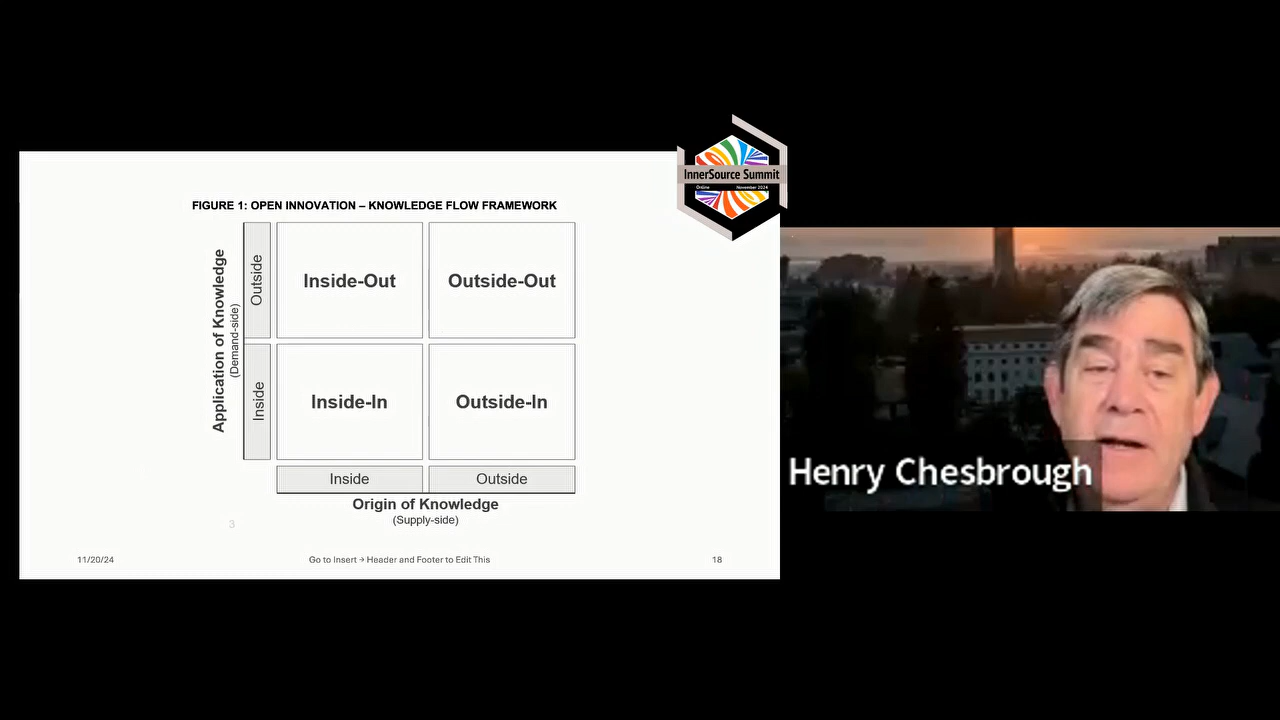 InnerSource Summit
Online November 2024
FIGURE 1: OPEN INNOVATION – KNOWLEDGE FLOW FRAMEWORK
Application of Knowledge
(Demand-side)
Outside
Inside-Out
Outside-Out
Inside
Inside-In
Outside-In
Inside
Outside
Origin of Knowledge
(Supply-side)
3
11/20/24
Go to Insert → Header and Footer to Edit This
18
Henry Chesbrough